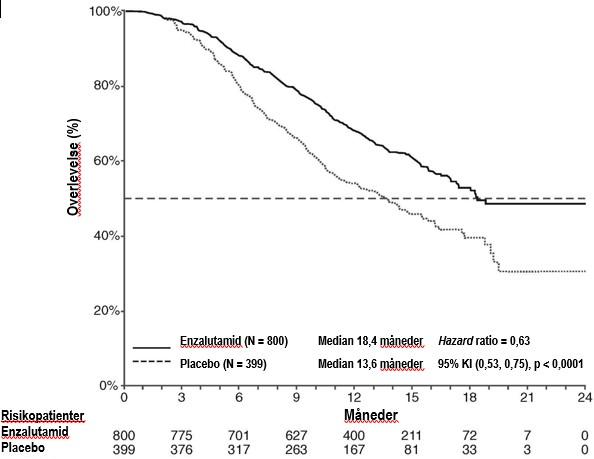 100%
80%
60%
40%
20%
0%
Overlevelse (%)
Enzalutamid (N = 800) Median 18,4 måneder Hazard ratio = 0,63
Placebo (N = 399) Median 13,6 måneder 95% KI (0,53, 0,75), p < 0,0001
0 3 6 9 12 15 18 21 24
Risikopatienter Måneder
Enzalutamid 800 775 701 627 400 211 72 7 0
Placebo 399 376 317 263 167 81 33 3 0